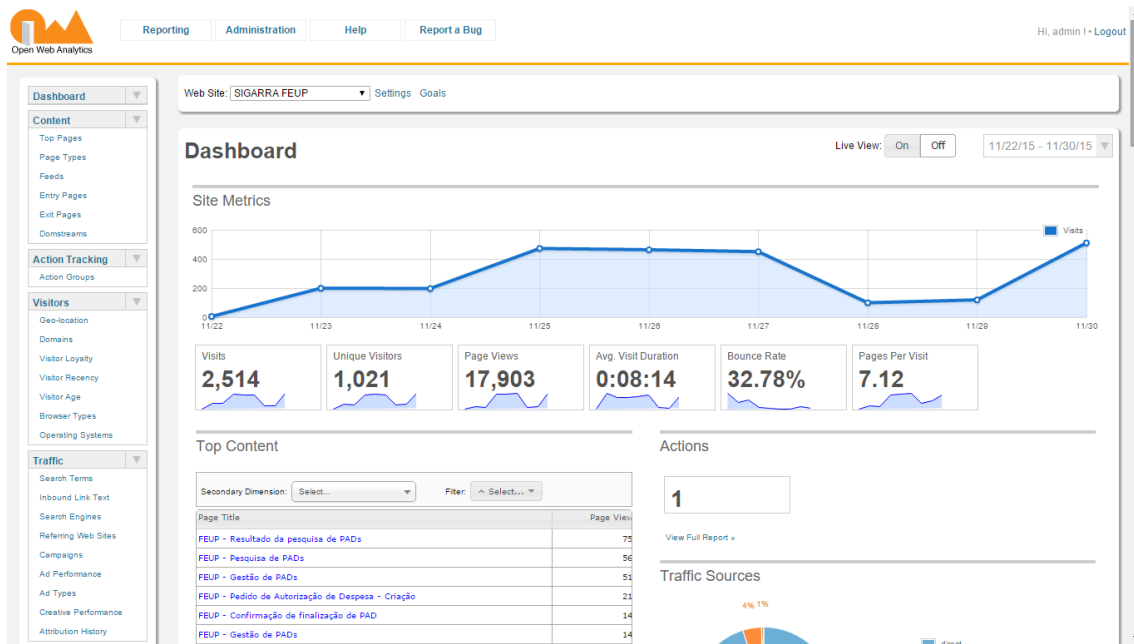 Open Web Analytics
Reporting
Administration
Help
Report a Bug
Hi, admin ! • Logout
Dashboard
Content
Top Pages
Page Types
Feeds
Entry Pages
Exit Pages
Domstreams
Action Tracking
Action Groups
Visitors
Geo-location
Domains
Visitor Loyalty
Visitor Recency
Visitor Age
Browser Types
Operating Systems
Traffic
Search Terms
Inbound Link Text
Search Engines
Referring Web Sites
Campaigns
Ad Performance
Ad Types
Creative Performance
Attribution History
Web Site: SIGARRA FEUP Settings Goals
Dashboard
Live View: On Off
11/22/15 - 11/30/15
Site Metrics
Visits
600
400
200
0
11/22 11/23 11/24 11/25 11/26 11/27 11/28 11/29 11/30
Visits
2,514
Unique Visitors
1,021
Page Views
17,903
Avg. Visit Duration
0:08:14
Bounce Rate
32.78%
Pages Per Visit
7.12
Top Content
Secondary Dimension: Select... Filter: ^ Select...
Page Title Page View
FEUP - Resultado da pesquisa de PADs 75
FEUP - Pesquisa de PADs 56
FEUP - Gestão de PADs 51
FEUP - Pedido de Autorização de Despesa - Criação 21
FEUP - Confirmação de finalização de PAD 14
FEUP - Gestão de PADs 14
Actions
1
View Full Report »
Traffic Sources
4% 1%
direct